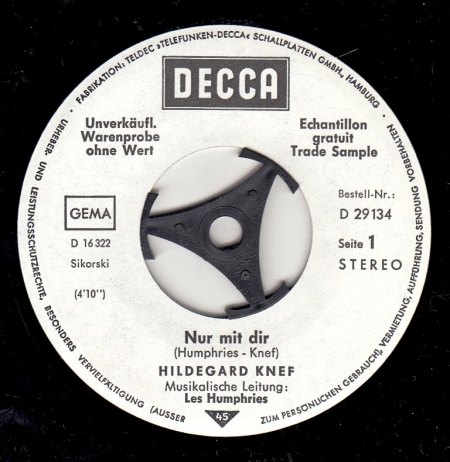 · FABRIKATION: TELDEC »TELEFUNKEN-DECCA« SCHALLPLATTEN GMBH., HAMBURG ·
URHEBER- UND LEISTUNGSSCHUTZRECHTE, BESONDERS VERVIELFÄLTIGUNG (AUSSER
ZUM PERSÖNLICHEN GEBRAUCH), VERMIETUNG, AUFFÜHRUNG, SENDUNG VORBEHALTEN
DECCA
Unverkäufl.
Warenprobe
ohne Wert
Echantillon
gratuit
Trade Sample
GEMA
D 16 322
Sikorski
(4'10")
Bestell-Nr.:
D 29134
Seite 1
STEREO
Nur mit dir
(Humphries - Knef)
HILDEGARD KNEF
Musikalische Leitung:
Les Humphries
45